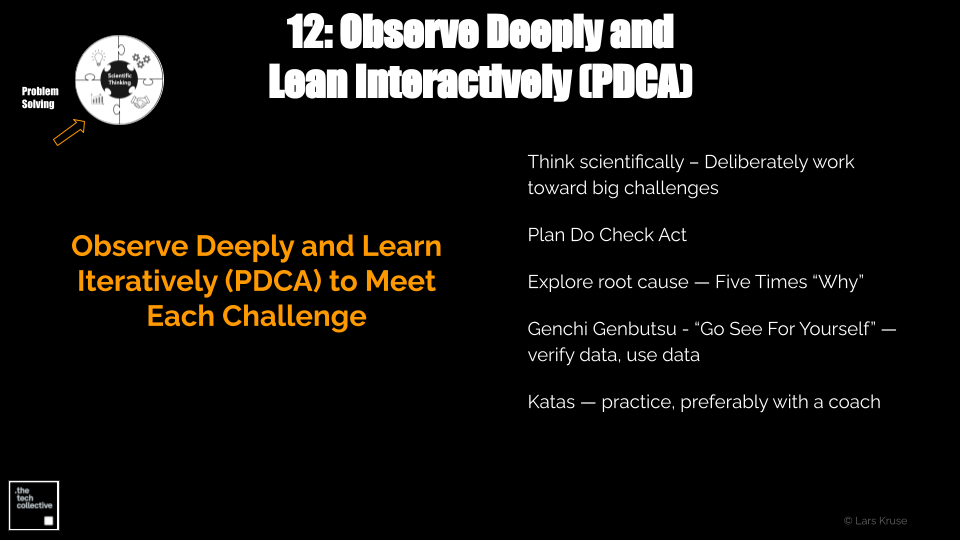 12: Observe Deeply and
Lean Interactively (PDCA)
Scientific
Thinking
Problem
Solving
Think scientifically – Deliberately work
toward big challenges
Plan Do Check Act
Explore root cause — Five Times “Why”
Genchi Genbutsu - “Go See For Yourself” —
verify data, use data
Katas — practice, preferably with a coach
Observe Deeply and Learn
Iteratively (PDCA) to Meet
Each Challenge
.the
tech
collective
© Lars Kruse